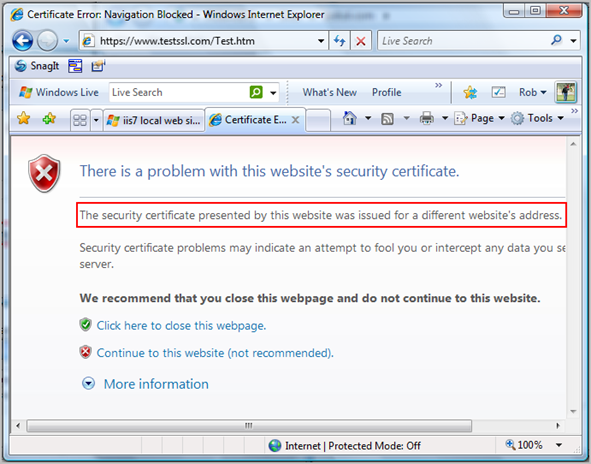 Certificate Error: Navigation Blocked - Windows Internet Explorer
https://www.testssl.com/Test.htm
Live Search
SnagIt
Windows Live
Live Search
What's New
Profile
»
Rob
iis7 local web si...
Certificate E...
»
Page
Tools
»
There is a problem with this website's security certificate.
The security certificate presented by this website was issued for a different website's address.
Security certificate problems may indicate an attempt to fool you or intercept any data you se
server.
We recommend that you close this webpage and do not continue to this website.
Click here to close this webpage.
Continue to this website (not recommended).
More information
Internet | Protected Mode: Off
100%